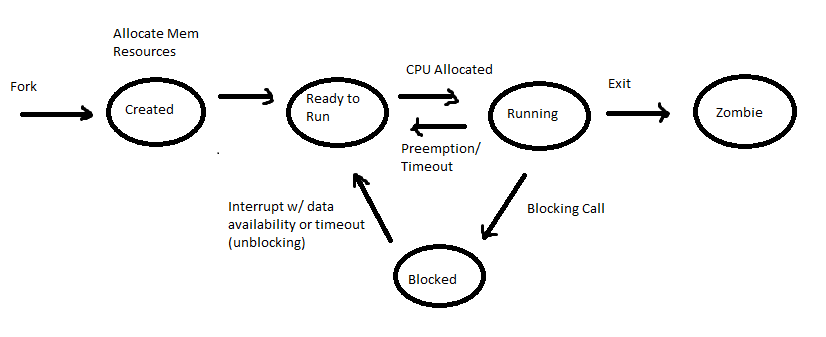 Allocate Mem
Resources
Fork
Created
Ready to
Run
CPU Allocated
Running
Exit
Zombie
Preemption/
Timeout
Interrupt w/ data
availability or timeout
(unblocking)
Blocking Call
Blocked